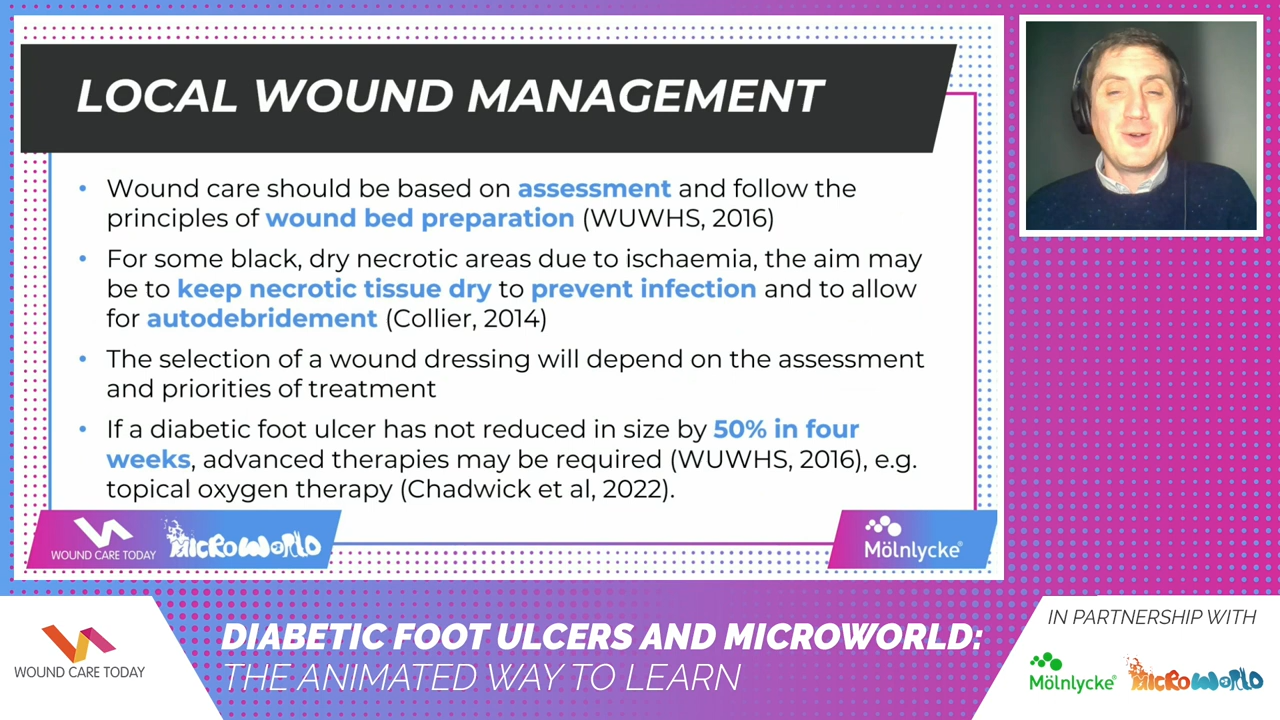 LOCAL WOUND MANAGEMENT
• Wound care should be based on assessment and follow the
principles of wound bed preparation (WUWHS, 2016)
• For some black, dry necrotic areas due to ischaemia, the aim may
be to keep necrotic tissue dry to prevent infection and to allow
for autodebridement (Collier, 2014)
• The selection of a wound dressing will depend on the assessment
and priorities of treatment
• If a diabetic foot ulcer has not reduced in size by 50% in four
weeks, advanced therapies may be required (WUWHS, 2016), e.g.
topical oxygen therapy (Chadwick et al, 2022).
WOUND CARE TODAY
MICROWORLD
Mölnlycke®
WOUND CARE TODAY
DIABETIC FOOT ULCERS AND MICROWORLD:
THE ANIMATED WAY TO LEARN
IN PARTNERSHIP WITH
Mölnlycke®
MICROWORLD